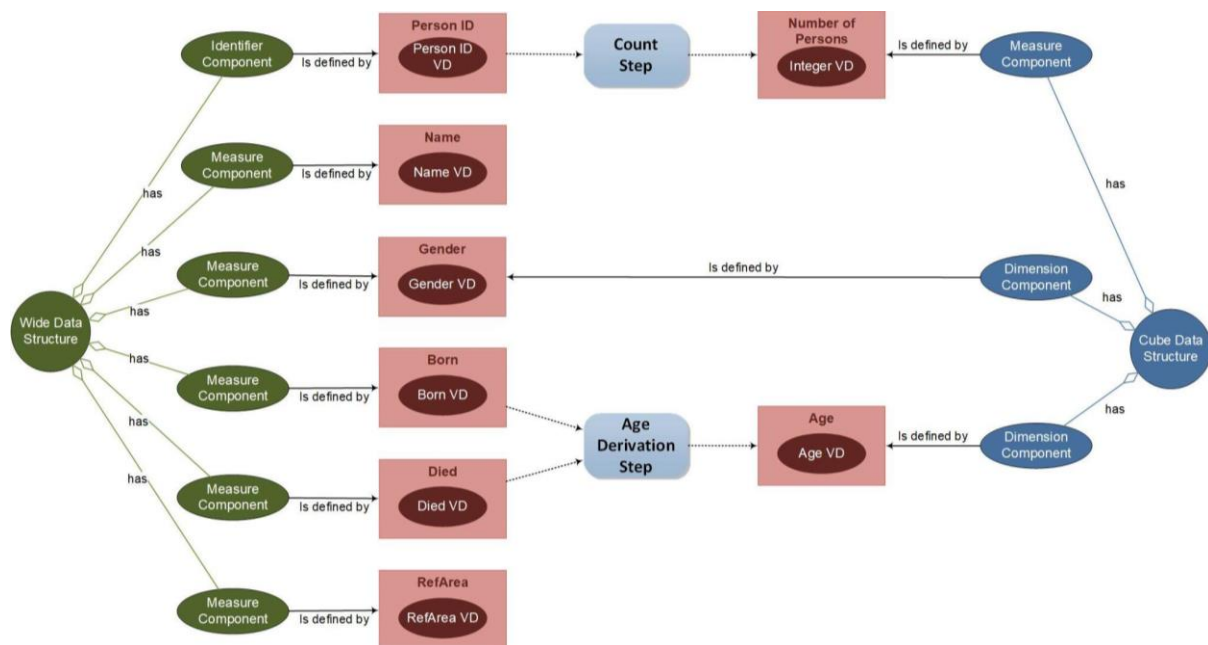 Identifier
Component
Is defined by
Person ID
Person ID
VD
Count
Step
Number of
Persons
Integer VD
Is defined by
Measure
Component
has
Measure
Component
Is defined by
Name
Name VD
has
has
Measure
Component
Is defined by
Gender
Gender VD
Is defined by
Dimension
Component
has
has
Wide Data
Structure
Cube Data
Structure
has
Measure
Component
Is defined by
Born
Born VD
Age
Derivation
Step
Age
Age VD
Is defined by
Dimension
Component
has
has
Measure
Component
Is defined by
Died
Died VD
has
Measure
Component
Is defined by
RefArea
RefArea VD